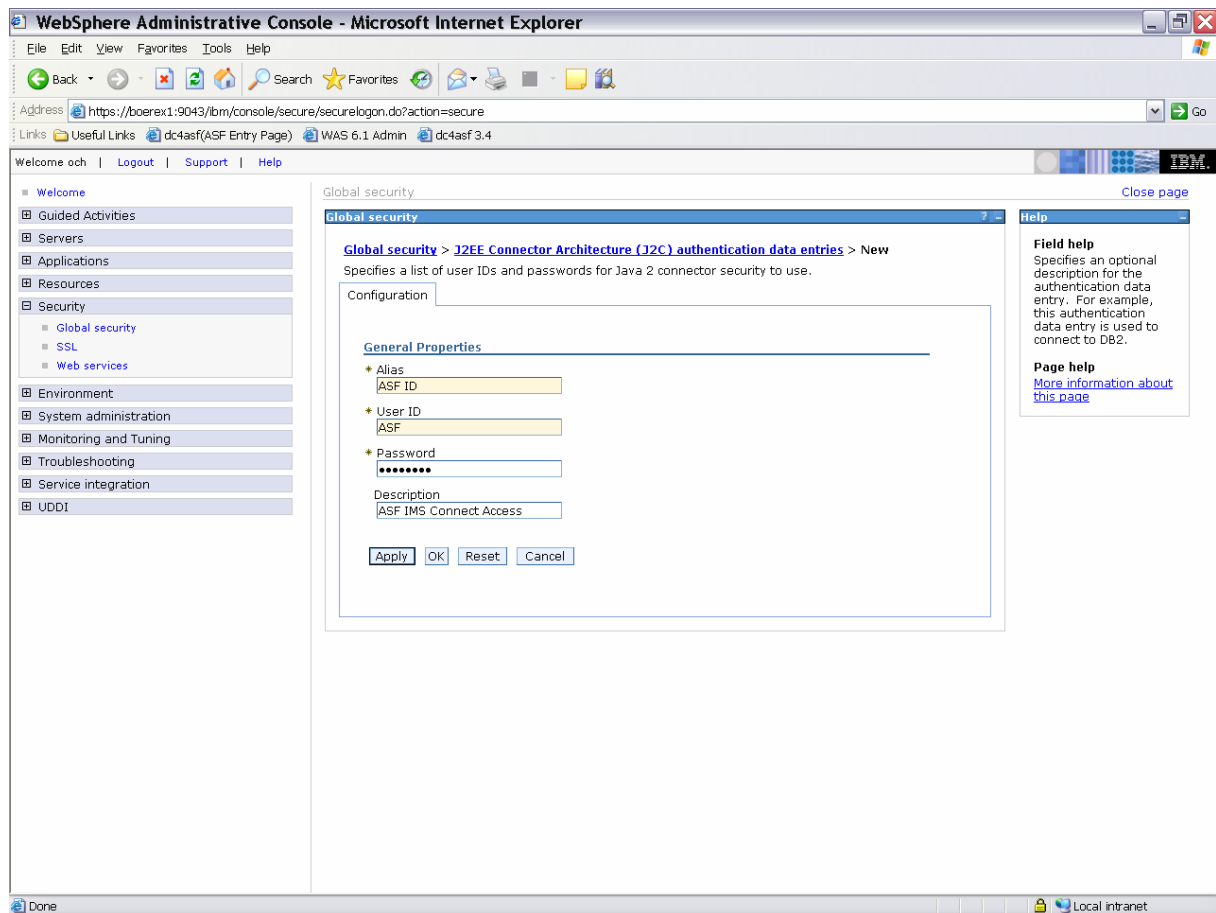 WebSphere Administrative Console - Microsoft Internet Explorer
File Edit View Favorites Tools Help
Back Search Favorites
Address https://boerex1:9043/ibm/console/secure/securelogon.do?action=secure Go
Links Useful Links dc4asf(ASF Entry Page) WAS 6.1 Admin dc4asf 3.4
Welcome och | Logout | Support | Help IBM.
Welcome
Guided Activities
Servers
Applications
Resources
Security
Global security
SSL
Web services
Environment
System administration
Monitoring and Tuning
Troubleshooting
Service integration
UDDI
Global security Close page
Global security ? -
Global security > J2EE Connector Architecture (J2C) authentication data entries > New
Specifies a list of user IDs and passwords for Java 2 connector security to use.
Configuration
General Properties
* Alias
ASF ID
* User ID
ASF
* Password
••••••••
Description
ASF IMS Connect Access
Apply OK Reset Cancel
Help -
Field help
Specifies an optional
description for the
authentication data
entry. For example,
this authentication
data entry is used to
connect to DB2.
Page help
More information about
this page
Done Local intranet